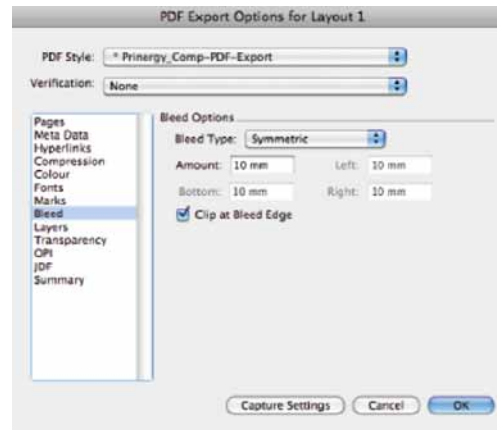 PDF Export Options for Layout 1
PDF Style: * Prinergy_Comp-PDF-Export
Verification: None
Pages
Meta Data
Hyperlinks
Compression
Colour
Fonts
Marks
Bleed
Layers
Transparency
OPI
JDF
Summary
Bleed Options
Bleed Type: Symmetric
Amount: 10 mm Left: 10 mm
Bottom: 10 mm Right: 10 mm
Clip at Bleed Edge
Capture Settings Cancel OK